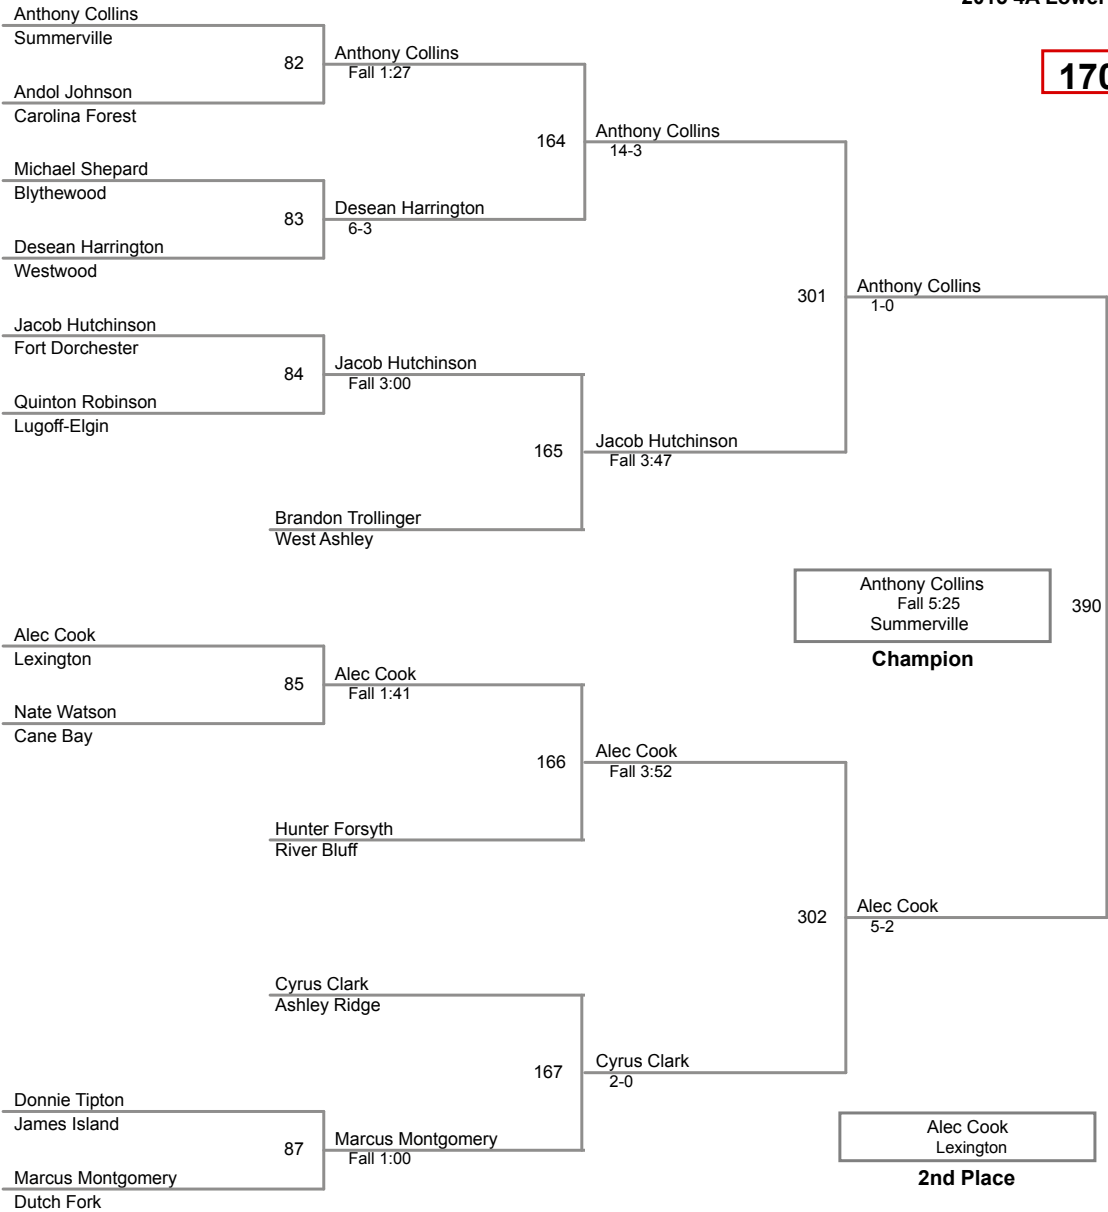 2015 4A Lower
170
Anthony Collins
Summerville
82
Anthony Collins
Fall 1:27
Andol Johnson
Carolina Forest
164
Anthony Collins
14-3
Michael Shepard
Blythewood
83
Desean Harrington
6-3
Desean Harrington
Westwood
301
Anthony Collins
1-0
Jacob Hutchinson
Fort Dorchester
84
Jacob Hutchinson
Fall 3:00
Quinton Robinson
Lugoff-Elgin
165
Jacob Hutchinson
Fall 3:47
Brandon Trollinger
West Ashley
Anthony Collins
Fall 5:25
Summerville
Champion
390
Alec Cook
Lexington
85
Alec Cook
Fall 1:41
Nate Watson
Cane Bay
166
Alec Cook
Fall 3:52
Hunter Forsyth
River Bluff
302
Alec Cook
5-2
Cyrus Clark
Ashley Ridge
167
Cyrus Clark
2-0
Donnie Tipton
James Island
87
Marcus Montgomery
Fall 1:00
Marcus Montgomery
Dutch Fork
Alec Cook
Lexington
2nd Place